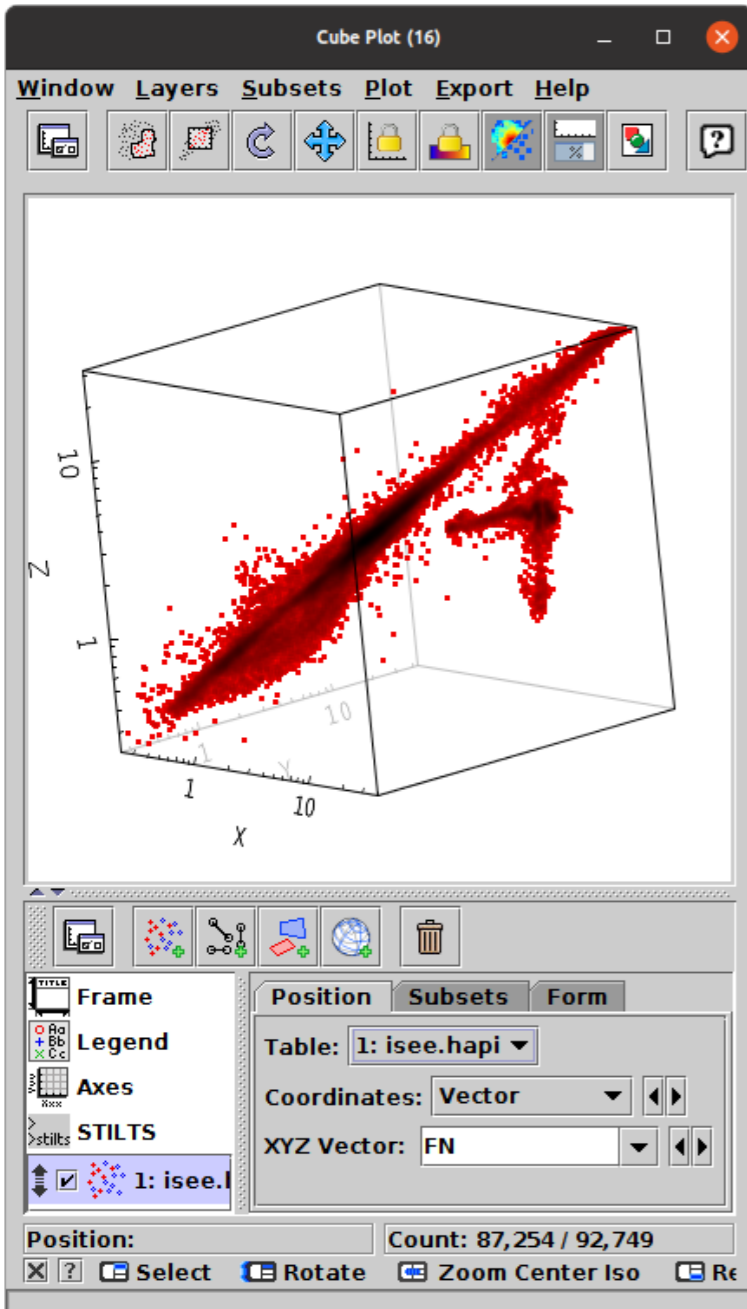 Cube Plot (16)
Window Layers Subsets Plot Export Help
10
Z
1
1
10
Y
1
10
X
Frame
Legend
Axes
STILTS
1: isee.
Position Subsets Form
Table: 1: isee.hapi
Coordinates: Vector
XYZ Vector: FN
Position:
Count: 87,254 / 92,749
Select Rotate Zoom Center Iso